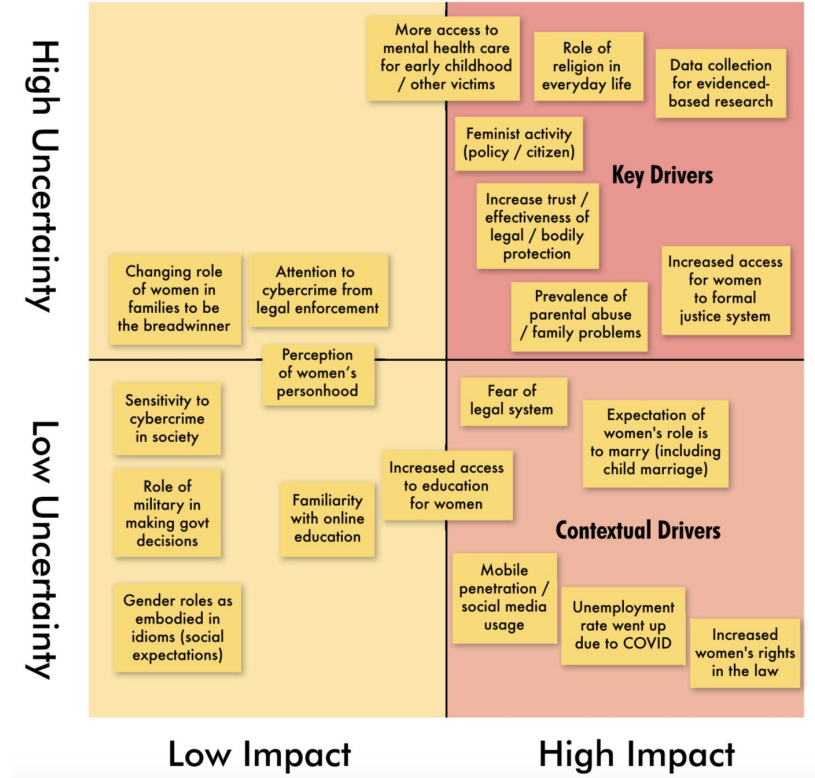 High Uncertainty
More access to
mental health care
for early childhood
/ other victims
Role of
religion in
everyday life
Data collection
for evidenced-
based research
Feminist activity
(policy / citizen)
Key Drivers
Increase trust /
effectiveness of
legal / bodily
protection
Changing role
of women in
families to be
the breadwinner
Attention to
cybercrime from
legal enforcement
Prevalence of
parental abuse
/ family problems
Increased access
for women
to formal
justice system
Perception
of women's
personhood
Low Uncertainty
Sensitivity to
cybercrime
in society
Fear of
legal system
Expectation of
women's role is
to marry (including
child marriage)
Role of
military in
making govt
decisions
Familiarity
with online
education
Increased access
to education
for women
Contextual Drivers
Gender roles as
embodied in
idioms (social
expectations)
Mobile
penetration /
social media
usage
Unemployment
rate went up
due to COVID
Increased
women's rights
in the law
Low Impact
High Impact